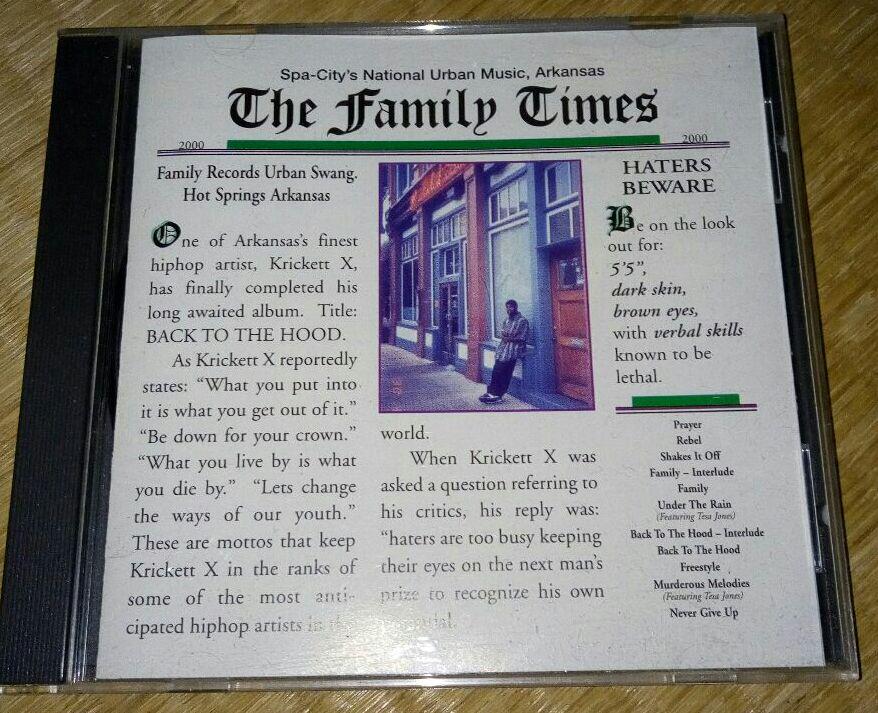 Spa-City's National Urban Music, Arkansas
The Family Times
2000
2000
Family Records Urban Swang.
Hot Springs Arkansas
One of Arkansas's finest
hiphop artist, Krickett X,
has finally completed his
long awaited album. Title:
BACK TO THE HOOD.
As Krickett X reportedly
states: “What you put into
it is what you get out of it.”
“Be down for your crown.”
“What you live by is what
you die by.” “Lets change
the ways of our youth.”
These are mottos that keep
Krickett X in the ranks of
some of the most anti-
cipated hiphop artists in the
world.
When Krickett X was
asked a question referring to
his critics, his reply was:
“haters are too busy keeping
their eyes on the next man's
prize to recognize his own
HATERS
BEWARE
Be on the look
out for:
5'5”,
dark skin,
brown eyes,
with verbal skills
known to be
lethal.
Prayer
Rebel
Shakes It Off
Family – Interlude
Family
Under The Rain
(Featuring Tesa Jones)
Back To The Hood – Interlude
Back To The Hood
Freestyle
Murderous Melodies
(Featuring Tesa Jones)
Never Give Up